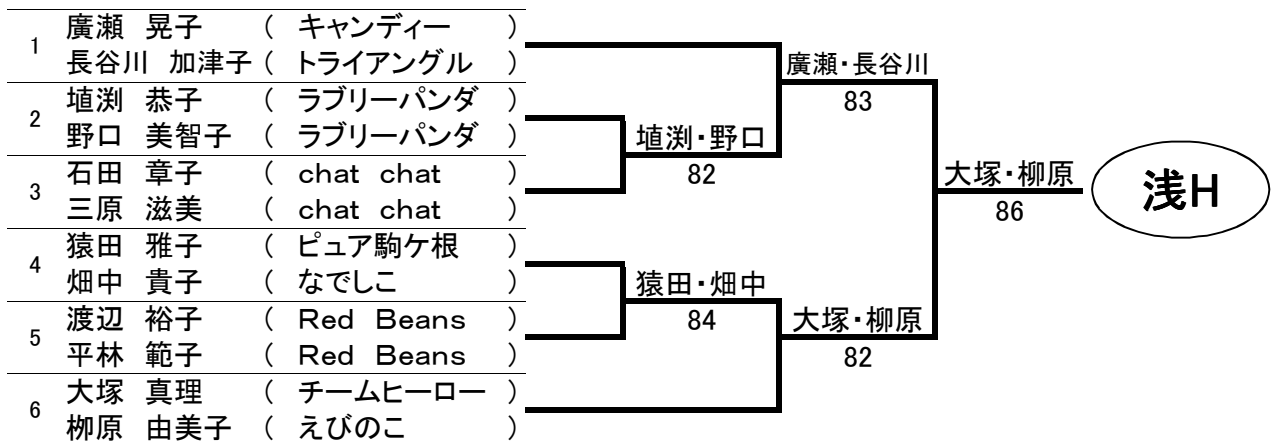 1
廣瀬 晃子 ( キャンディー )
長谷川 加津子 ( トライアングル )
2
埴渕 恭子 ( ラブリーパンダ )
野口 美智子 ( ラブリーパンダ )
3
石田 章子 ( chat chat )
三原 滋美 ( chat chat )
4
猿田 雅子 ( ピュア駒ケ根 )
畑中 貴子 ( なでしこ )
5
渡辺 裕子 ( Red Beans )
平林 範子 ( Red Beans )
6
大塚 真理 ( チームヒーロー )
栁原 由美子 ( えびのこ )
埴渕・野口
82
猿田・畑中
84
廣瀬・長谷川
83
大塚・柳原
82
大塚・柳原
86
浅H